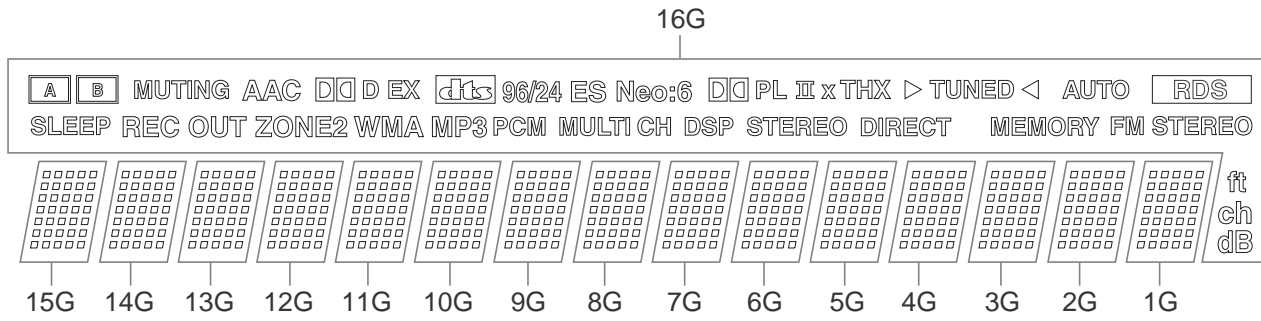 16G
A B MUTING AAC D EX dts 96/24 ES Neo:6 PL II x THX TUNED AUTO RDS
SLEEP REC OUT ZONE2 WMA MP3 PCM MULTI CH DSP STEREO DIRECT MEMORY FM STEREO
ft
ch
dB
15G 14G 13G 12G 11G 10G 9G 8G 7G 6G 5G 4G 3G 2G 1G